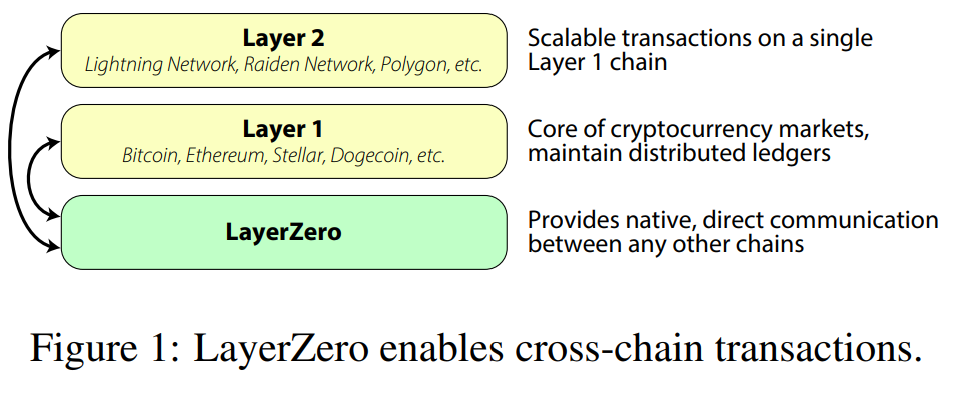 Layer 2
Lightning Network, Raiden Network, Polygon, etc.
Scalable transactions on a single
Layer 1 chain
Layer 1
Bitcoin, Ethereum, Stellar, Dogecoin, etc.
Core of cryptocurrency markets,
maintain distributed ledgers
LayerZero
Provides native, direct communication
between any other chains
Figure 1: LayerZero enables cross-chain transactions.